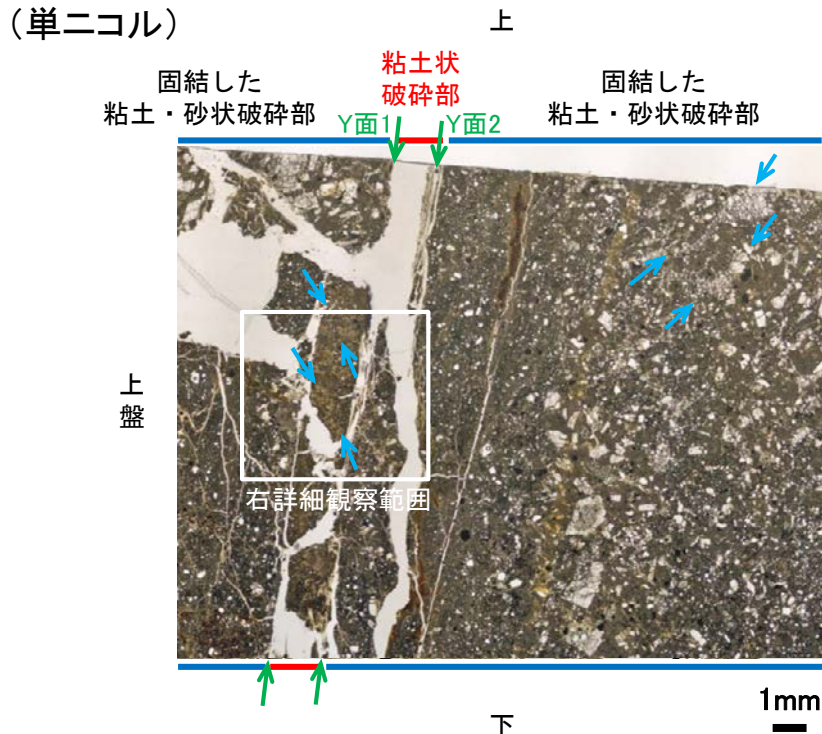 （単ニコル）
上
粘土状
破砕部
固結した
粘土・砂状破砕部
固結した
粘土・砂状破砕部
Y面1
Y面2
上
盤
右詳細観察範囲
1mm
下